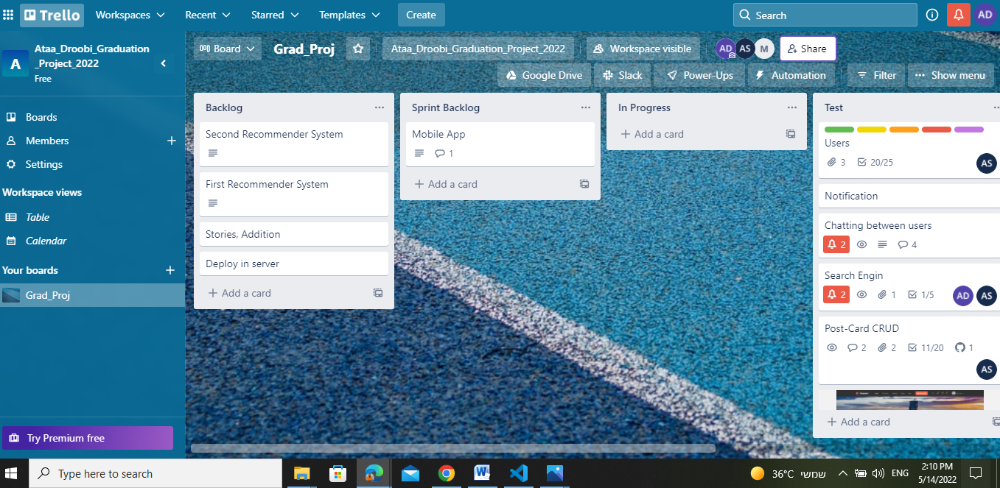 Trello
Workspaces
Recent
Starred
Templates
Create
Search
AD
A
Ataa_Droobi_Graduation
_Project_2022
Free
Board
Grad_Proj
Ataa_Droobi_Graduation_Project_2022
Workspace visible
AD
AS
M
Share
Google Drive
Slack
Power-Ups
Automation
Filter
Show menu
Boards
Members
Settings
Workspace views
Table
Calendar
Your boards
Grad_Proj
Try Premium free
Backlog
Second Recommender System
First Recommender System
Stories, Addition
Deploy in server
Add a card
Sprint Backlog
Mobile App
1
Add a card
In Progress
Add a card
Test
Users
3
20/25
AS
Notification
Chatting between users
2
4
Search Engin
2
1
1/5
AD
AS
Post-Card CRUD
2
2
11/20
1
AS
Add a card
Type here to search
36°C שמשי
ENG
2:10 PM
5/14/2022